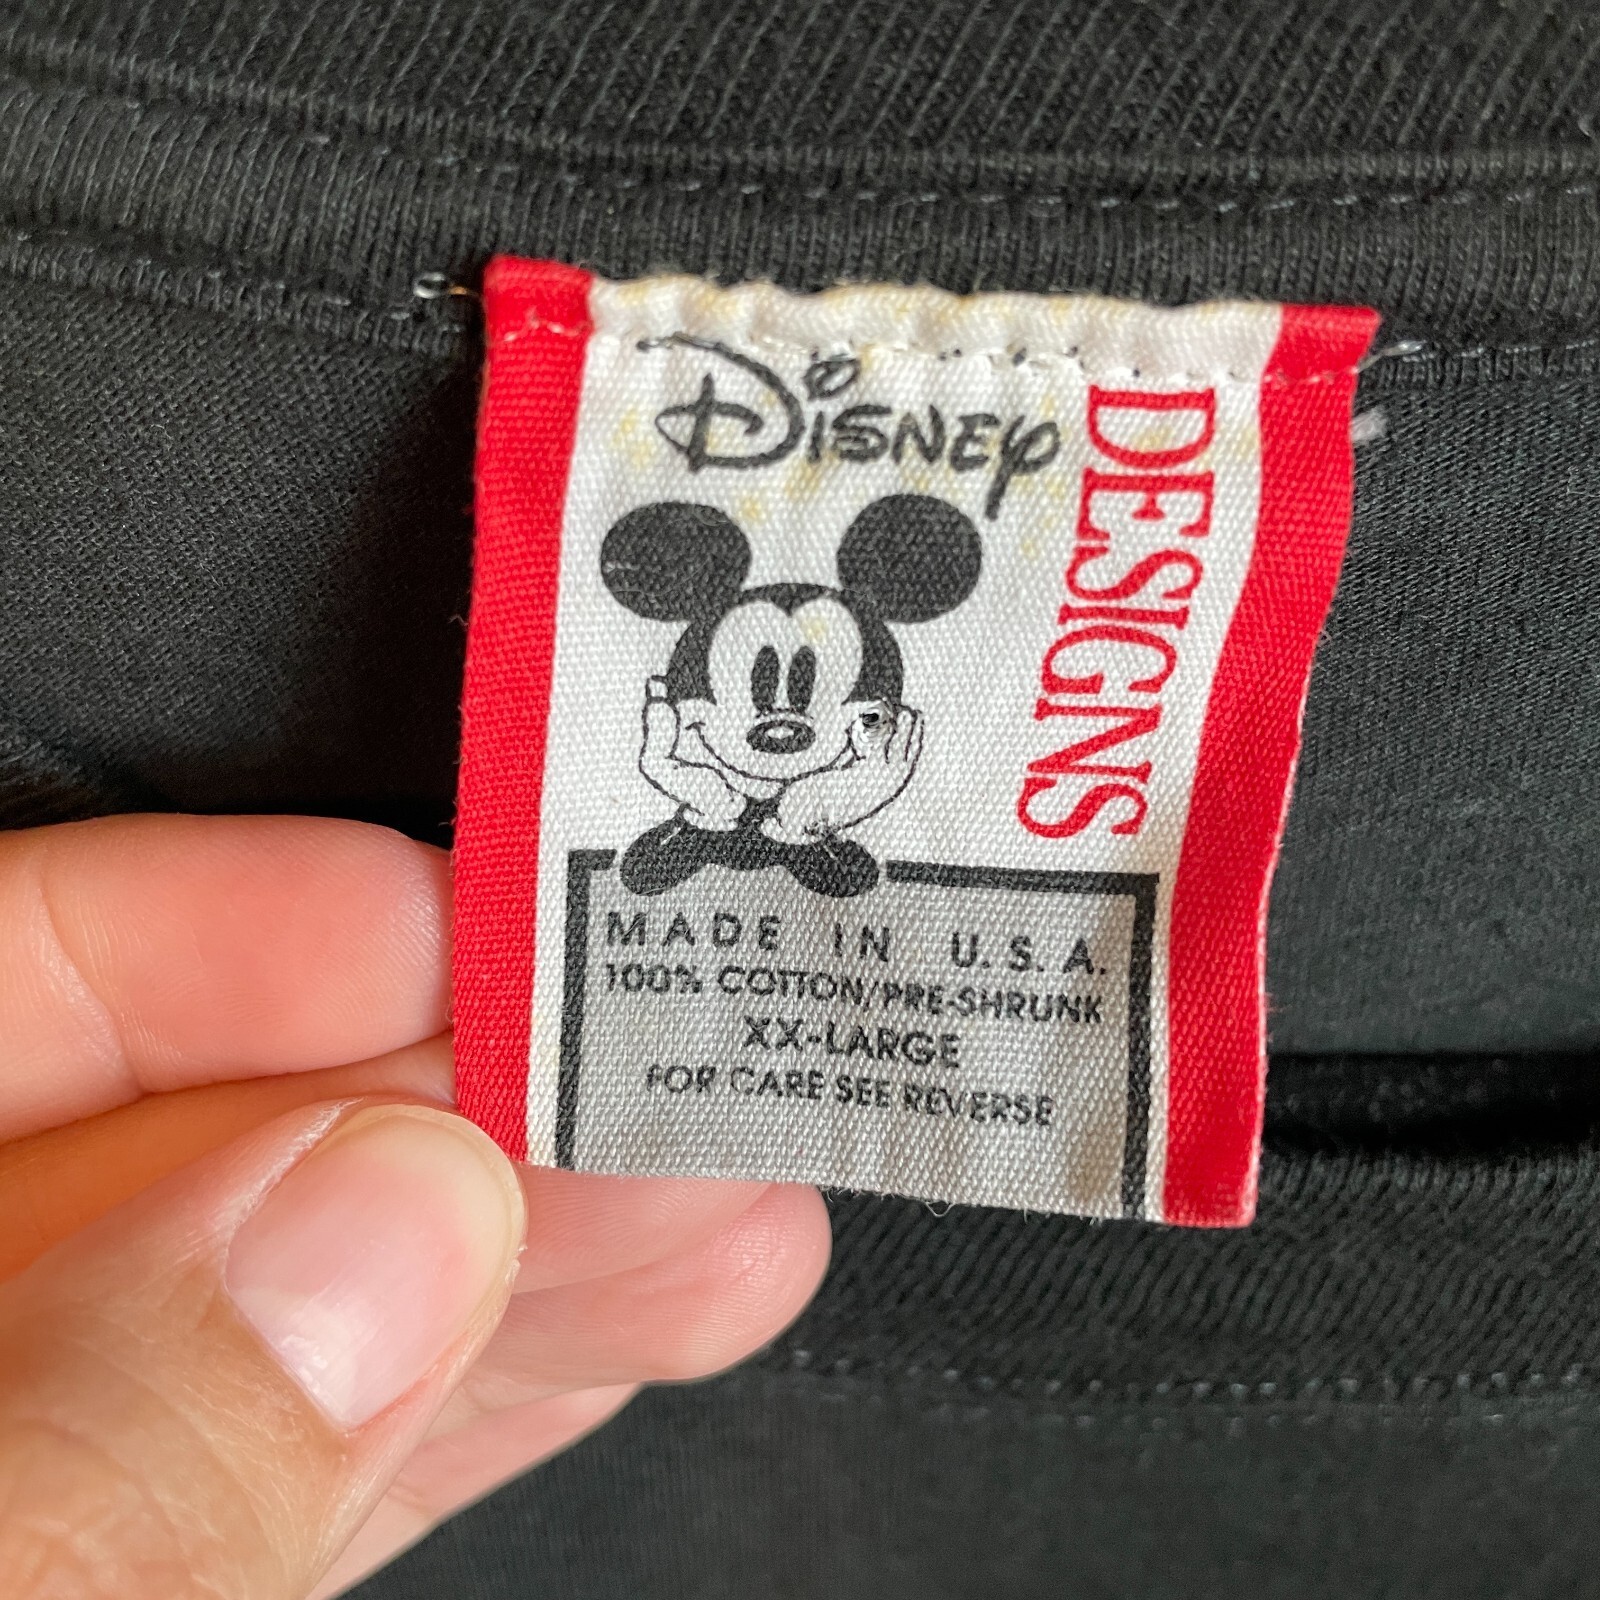 Disney
DESIGNS
MADE IN U.S.A.
100% COTTON/PRE-SHRUNK
XX-LARGE
FOR CARE SEE REVERSE